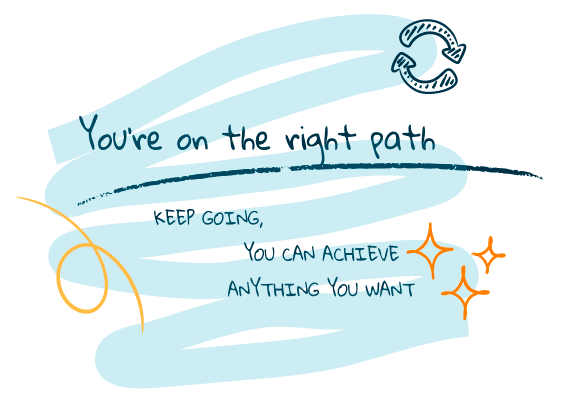 You're on the right path
KEEP GOING,
YOU CAN ACHIEVE
ANYTHING YOU WANT